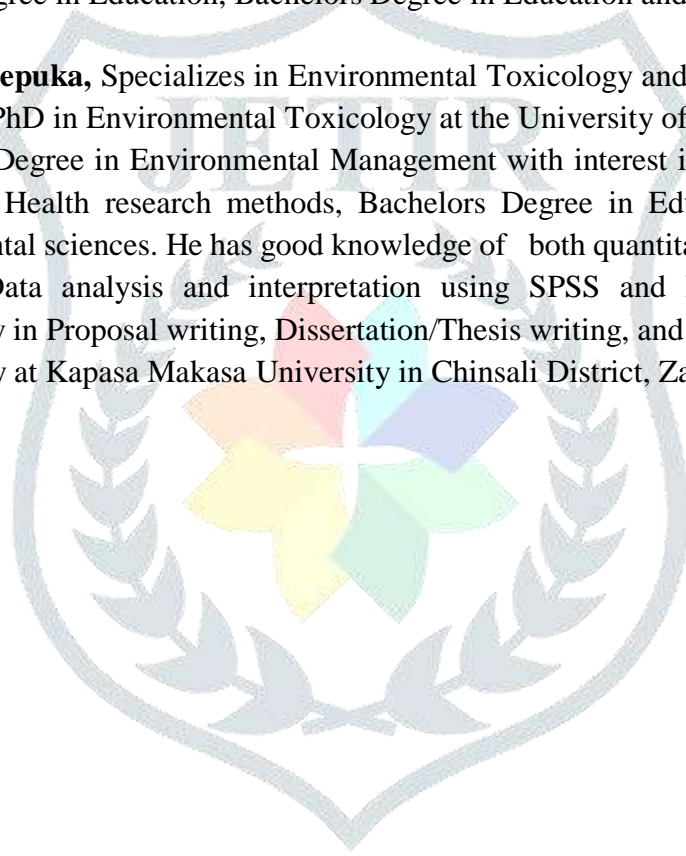 gree in Education, Bachelors Degree in Education and
epuka, Specializes in Environmental Toxicology and
PhD in Environmental Toxicology at the University of
Degree in Environmental Management with interest i
Health research methods, Bachelors Degree in Edu
ntal sciences. He has good knowledge of both quantita
Data analysis and interpretation using SPSS and
y in Proposal writing, Dissertation/Thesis writing, and
y at Kapasa Makasa University in Chinsali District, Za
JETIR